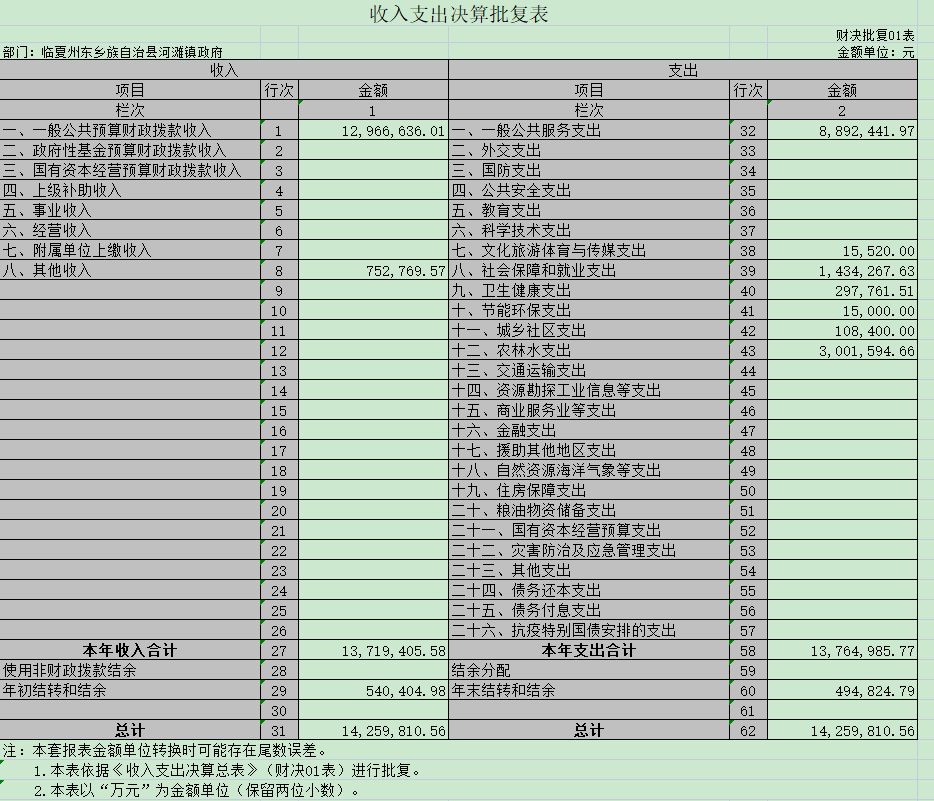 收入支出决算批复表
财决批复01表
部门：临夏州东乡族自治县河滩镇政府 金额单位：元
收入 支出
项目 行次 金额 项目 行次 金额
栏次 1 栏次 2
一、一般公共预算财政拨款收入 1 12,966,636.01 一、一般公共服务支出 32 8,892,441.97
二、政府性基金预算财政拨款收入 2 二、外交支出 33
三、国有资本经营预算财政拨款收入 3 三、国防支出 34
四、上级补助收入 4 四、公共安全支出 35
五、事业收入 5 五、教育支出 36
六、经营收入 6 六、科学技术支出 37
七、附属单位上缴收入 7 七、文化旅游体育与传媒支出 38 15,520.00
八、其他收入 8 752,769.57 八、社会保障和就业支出 39 1,434,267.63
9 九、卫生健康支出 40 297,761.51
10 十、节能环保支出 41 15,000.00
11 十一、城乡社区支出 42 108,400.00
12 十二、农林水支出 43 3,001,594.66
13 十三、交通运输支出 44
14 十四、资源勘探工业信息等支出 45
15 十五、商业服务业等支出 46
16 十六、金融支出 47
17 十七、援助其他地区支出 48
18 十八、自然资源海洋气象等支出 49
19 十九、住房保障支出 50
20 二十、粮油物资储备支出 51
21 二十一、国有资本经营预算支出 52
22 二十二、灾害防治及应急管理支出 53
23 二十三、其他支出 54
24 二十四、债务还本支出 55
25 二十五、债务付息支出 56
26 二十六、抗疫特别国债安排的支出 57
本年收入合计 27 13,719,405.58 本年支出合计 58 13,764,985.77
使用非财政拨款结余 28 结余分配 59
年初结转和结余 29 540,404.98 年末结转和结余 60 494,824.79
30 61
总计 31 14,259,810.56 总计 62 14,259,810.56
注：本套报表金额单位转换时可能存在尾数误差。
1.本表依据《收入支出决算总表》（财决01表）进行批复。
2.本表以“万元”为金额单位（保留两位小数）。